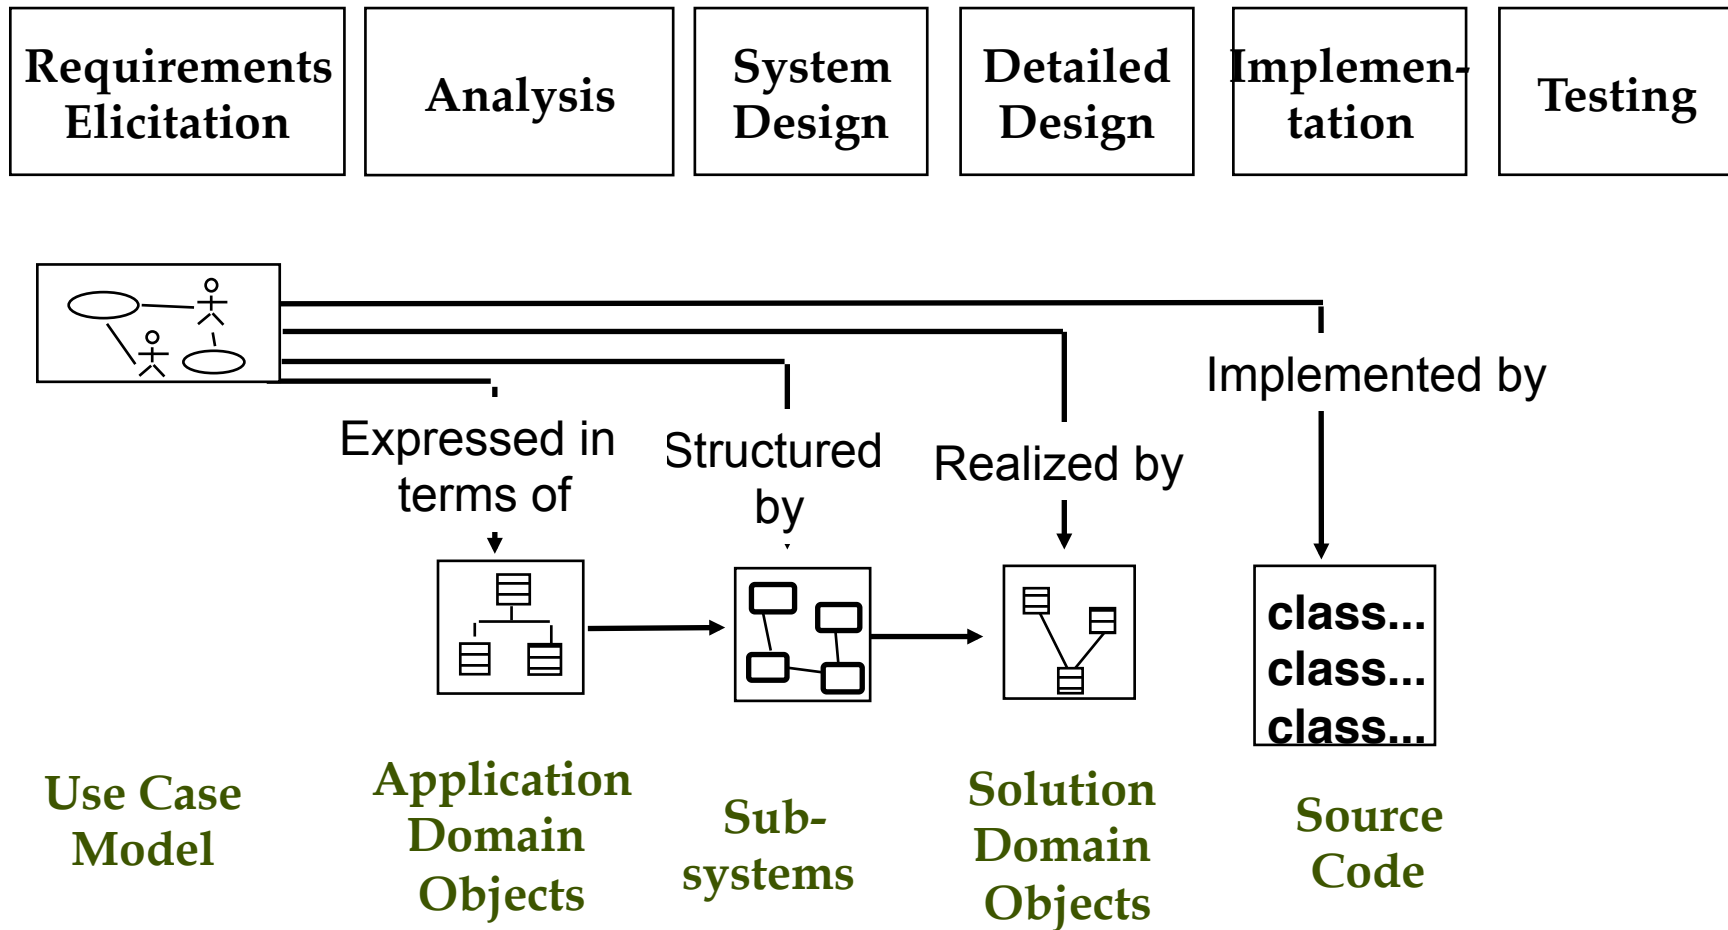 Requirements
Elicitation
Analysis
System
Design
Detailed
Design
Implemen-
tation
Testing
Expressed in
terms of
Structured
by
Realized by
Implemented by
class...
class...
class...
Use Case
Model
Application
Domain
Objects
Sub-
systems
Solution
Domain
Objects
Source
Code